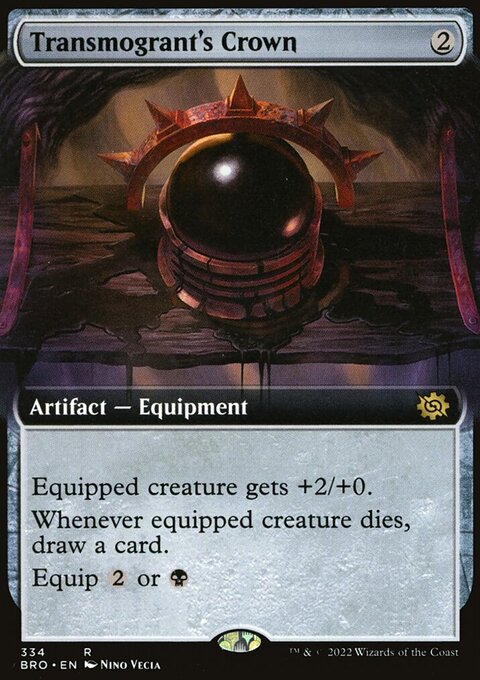 Transmogrant's Crown 2
Artifact — Equipment
Equipped creature gets +2/+0.
Whenever equipped creature dies,
draw a card.
Equip 2 or
334 R
BRO • EN Nino Vecia
™ & © 2022 Wizards of the Coast